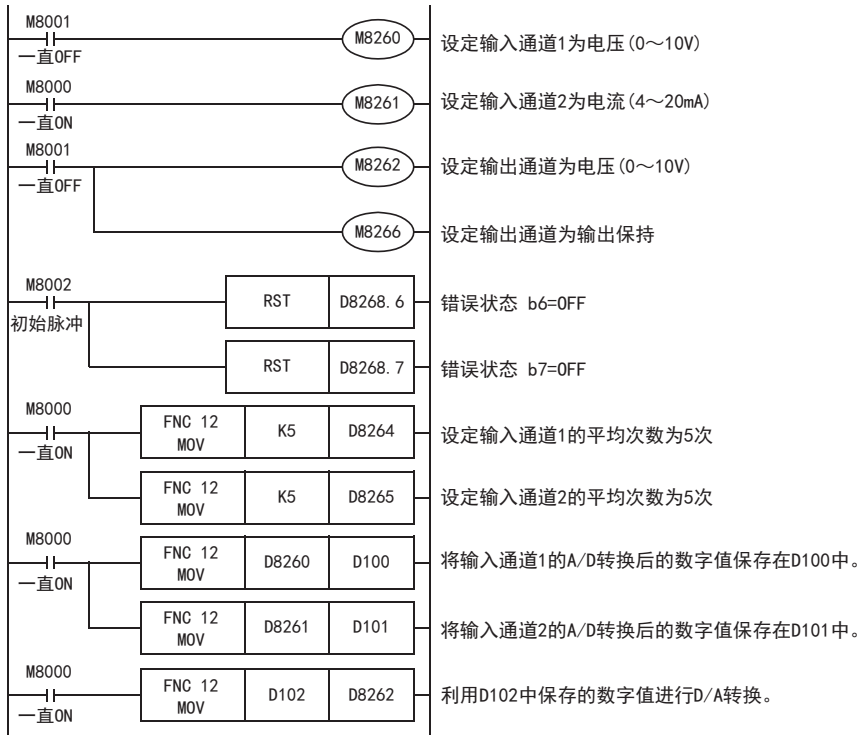 M8001
M8260 设定输入通道1为电压(0～10V)
一直OFF
M8000
M8261 设定输入通道2为电流(4～20mA)
一直ON
M8001
M8262 设定输出通道为电压(0～10V)
一直OFF
M8266 设定输出通道为输出保持
M8002
RST D8268.6 错误状态 b6=OFF
初始脉冲
RST D8268.7 错误状态 b7=OFF
M8000
FNC 12
MOV K5 D8264 设定输入通道1的平均次数为5次
一直ON
FNC 12
MOV K5 D8265 设定输入通道2的平均次数为5次
M8000
FNC 12
MOV D8260 D100 将输入通道1的A/D转换后的数字值保存在D100中。
一直ON
FNC 12
MOV D8261 D101 将输入通道2的A/D转换后的数字值保存在D101中。
M8000
FNC 12
MOV D102 D8262 利用D102中保存的数字值进行D/A转换。
一直ON